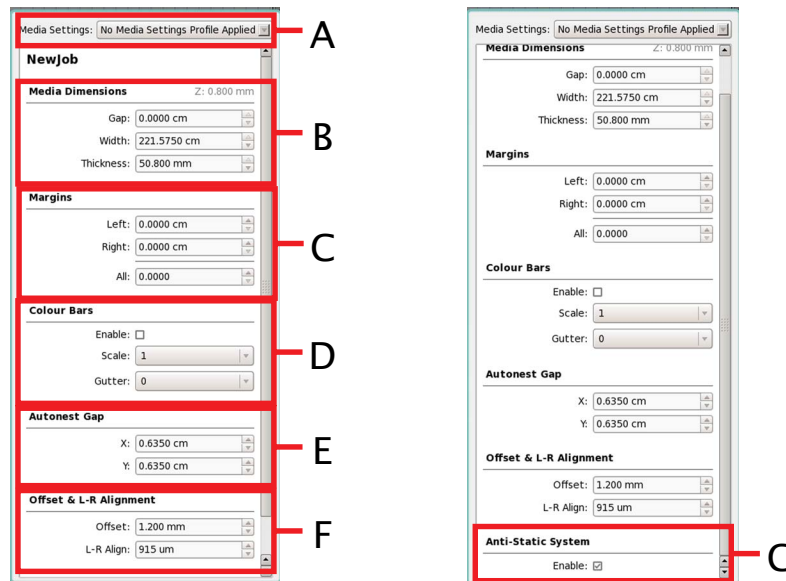 Media Settings: No Media Settings Profile Applied
A
NewJob
Media Dimensions Z: 0.800 mm
Gap: 0.0000 cm
Width: 221.5750 cm
Thickness: 50.800 mm
B
Margins
Left: 0.0000 cm
Right: 0.0000 cm
All: 0.0000
C
Colour Bars
Enable:
Scale: 1
Gutter: 0
D
Autonest Gap
X: 0.6350 cm
Y: 0.6350 cm
E
Offset & L-R Alignment
Offset: 1.200 mm
L-R Align: 915 um
F
Media Settings: No Media Settings Profile Applied
Media Dimensions Z: 0.800 mm
Gap: 0.0000 cm
Width: 221.5750 cm
Thickness: 50.800 mm
Margins
Left: 0.0000 cm
Right: 0.0000 cm
All: 0.0000
Colour Bars
Enable:
Scale: 1
Gutter: 0
Autonest Gap
X: 0.6350 cm
Y: 0.6350 cm
Offset & L-R Alignment
Offset: 1.200 mm
L-R Align: 915 um
Anti-Static System
Enable: